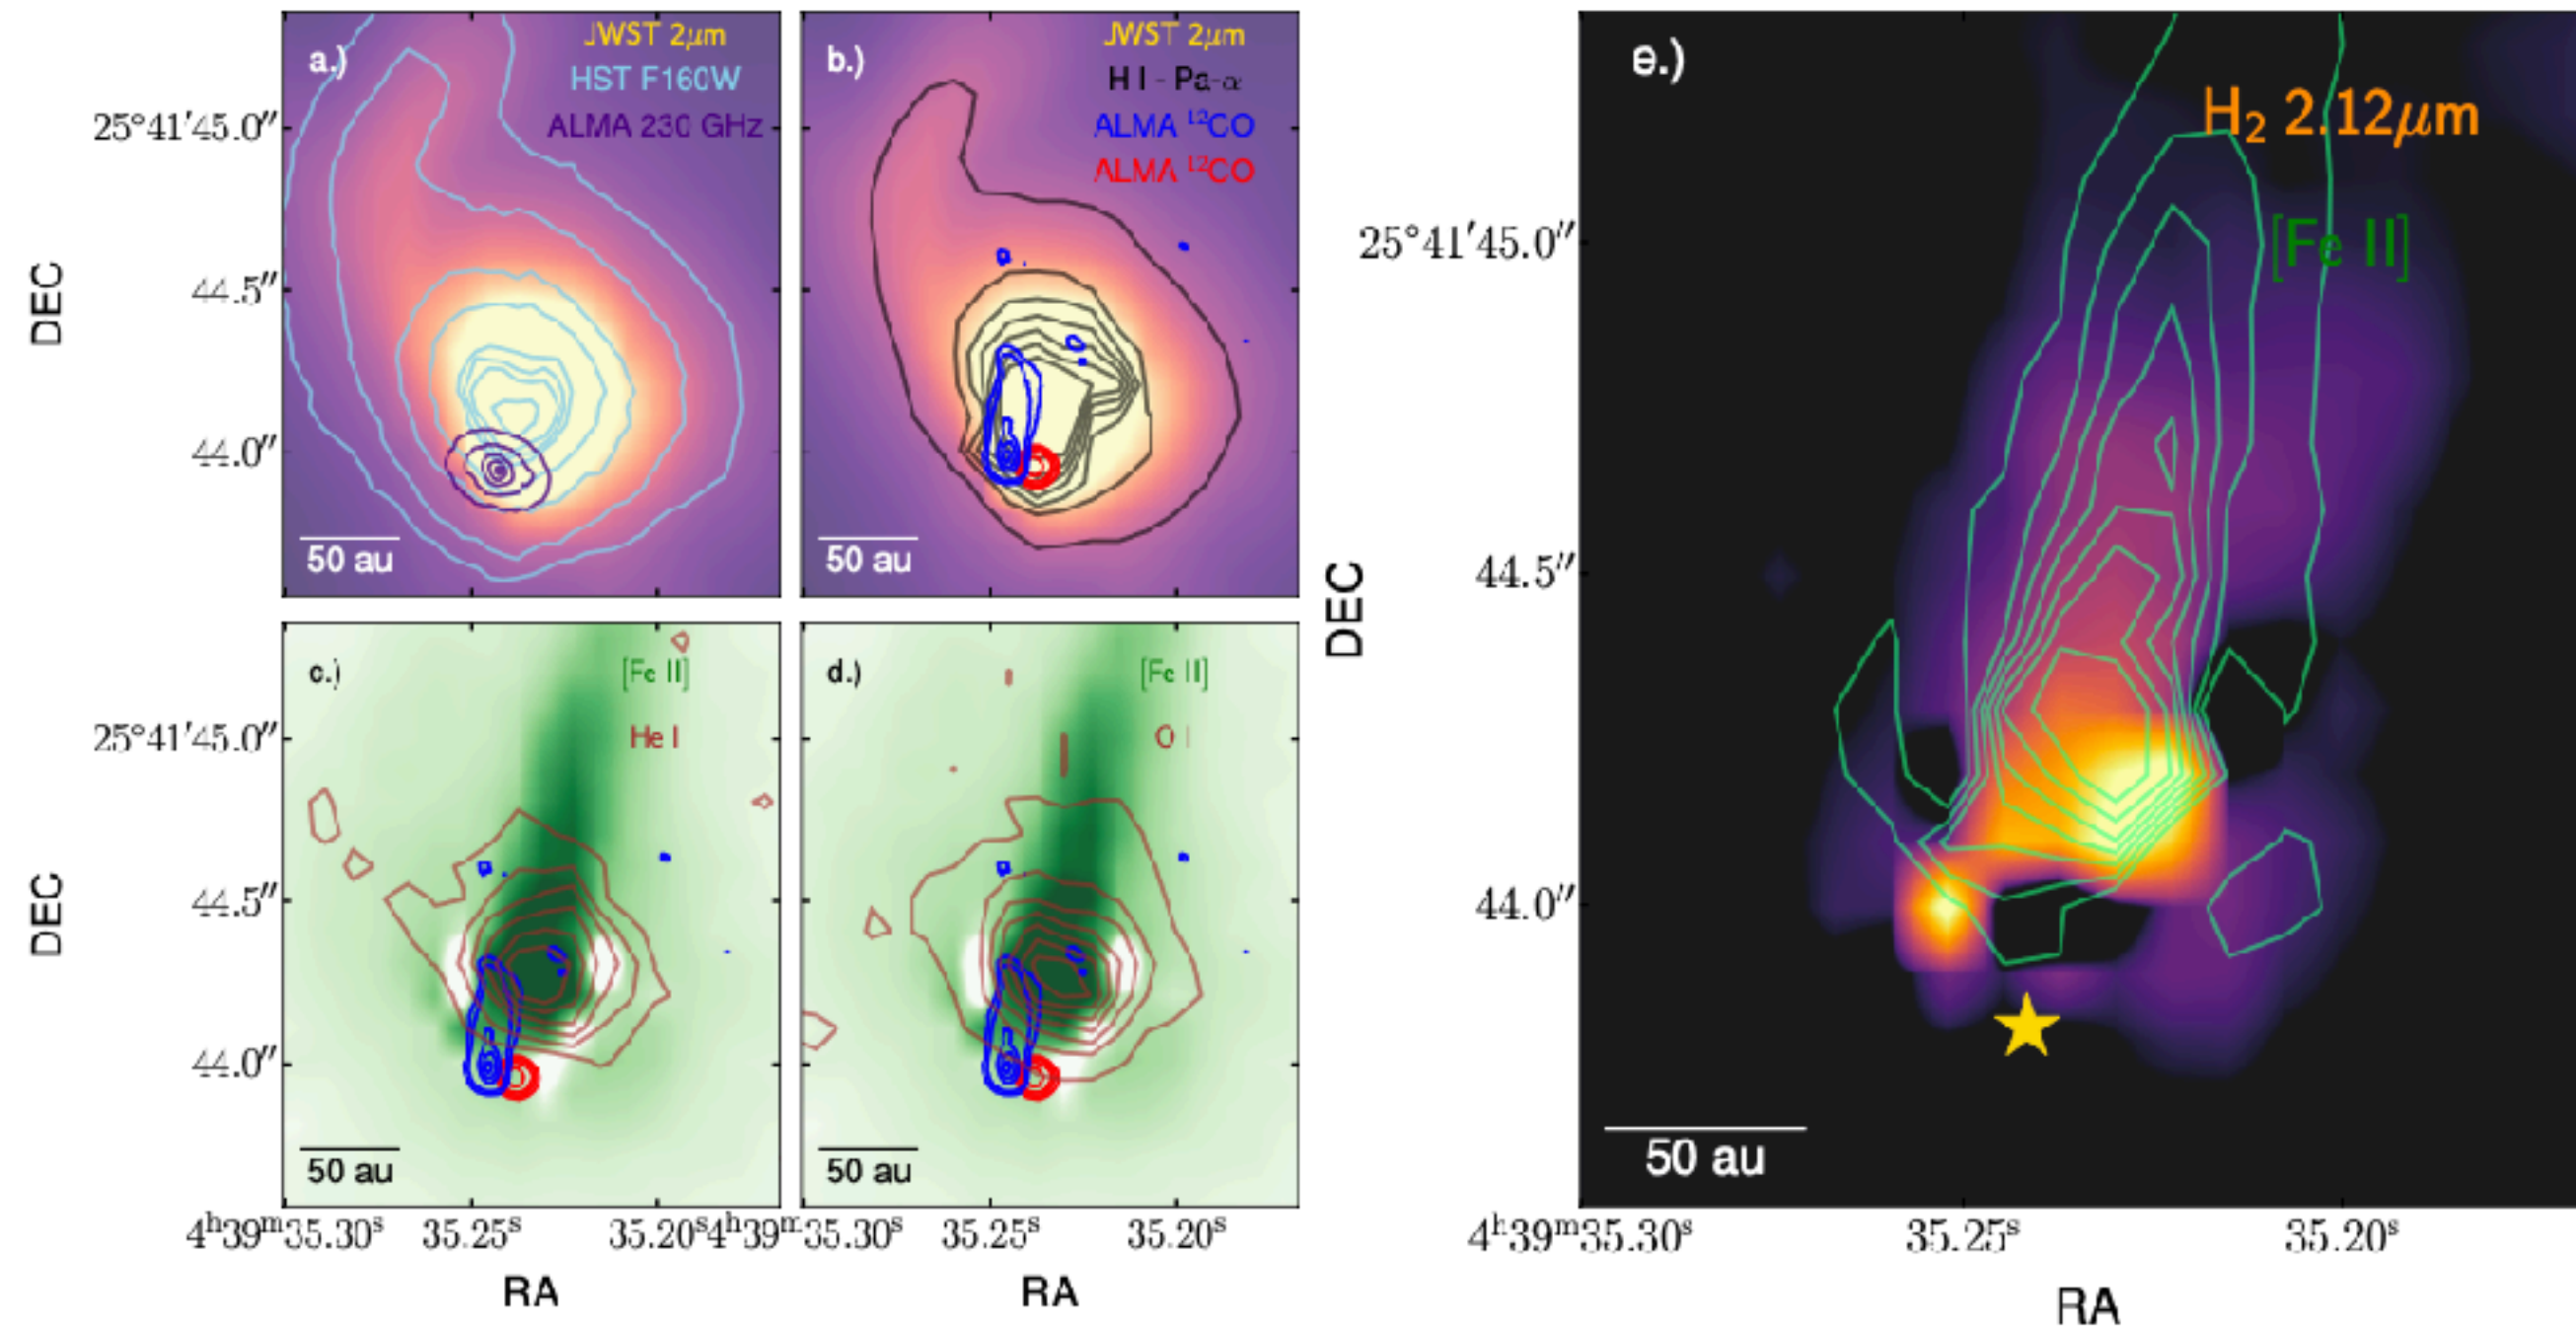 a.)
JWST 2μm
HST F160W
ALMA 230 GHz
b.)
JWST 2μm
H I - Pa-α
ALMA ¹²CO
ALMA ¹²CO
e.)
H₂ 2.12μm
[Fe II]
25°41′45.0″
44.5″
44.0″
DEC
50 au
50 au
c.)
[Fe II]
He I
d.)
[Fe II]
O I
25°41′45.0″
44.5″
44.0″
DEC
50 au
50 au
4ʰ39ᵐ35.30ˢ
35.25ˢ
35.20ˢ
4ʰ39ᵐ35.30ˢ
35.25ˢ
35.20ˢ
RA
RA
25°41′45.0″
44.5″
44.0″
DEC
50 au
4ʰ39ᵐ35.30ˢ
35.25ˢ
35.20ˢ
RA